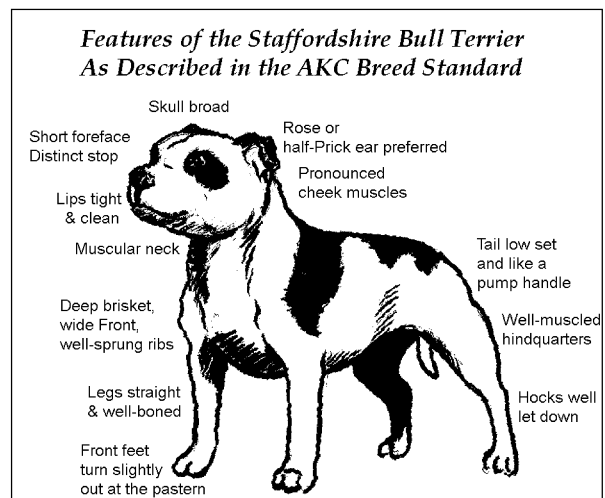 Features of the Staffordshire Bull Terrier
As Described in the AKC Breed Standard
Skull broad
Short foreface
Distinct stop
Rose or
half-Prick ear preferred
Pronounced
cheek muscles
Lips tight
& clean
Muscular neck
Tail low set
and like a
pump handle
Deep brisket,
wide Front,
well-sprung ribs
Well-muscled
hindquarters
Legs straight
& well-boned
Hocks well
let down
Front feet
turn slightly
out at the pastern